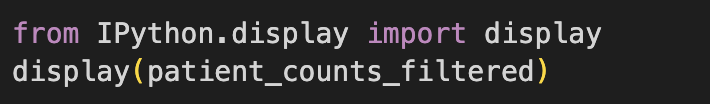 from IPython.display import display
display(patient_counts_filtered)